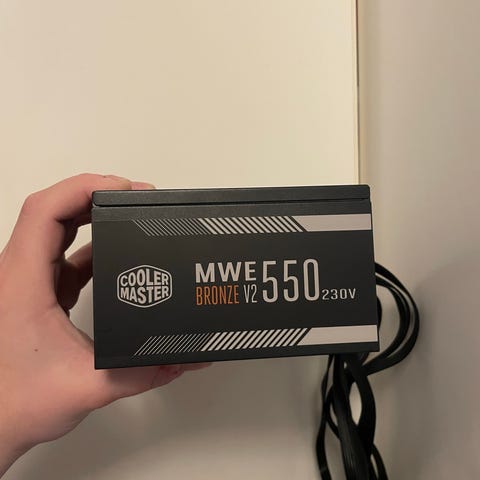 COOLER
MASTER
MWE
BRONZE V2
550
230V